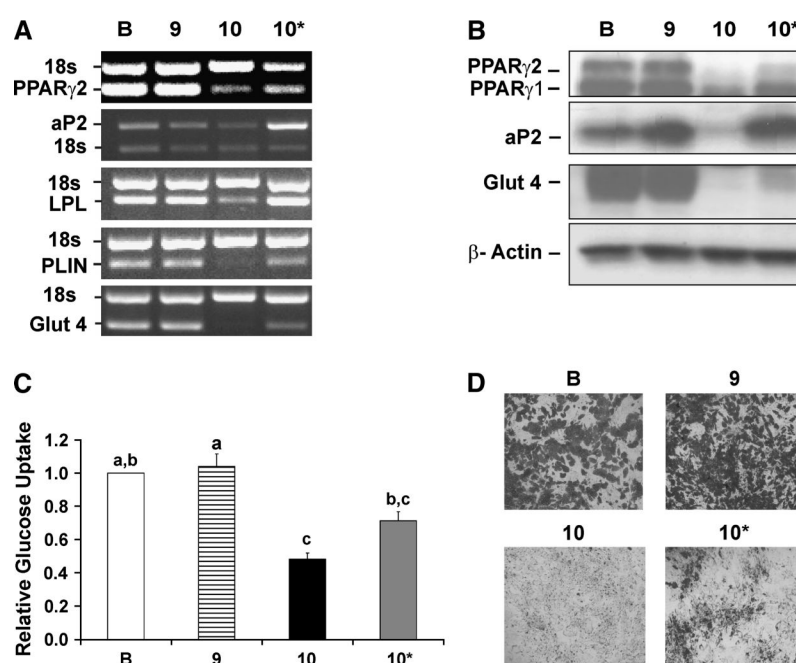 A
B 9 10 10*
18s
PPARγ2
aP2
18s
18s
LPL
18s
PLIN
18s
Glut 4
B
B 9 10 10*
PPARγ2
PPARγ1
aP2
Glut 4
β- Actin
C
Relative Glucose Uptake
1.2
1.0
0.8
0.6
0.4
0.2
0.0
a,b
a
c
b,c
B 9 10 10*
D
B 9
10 10*